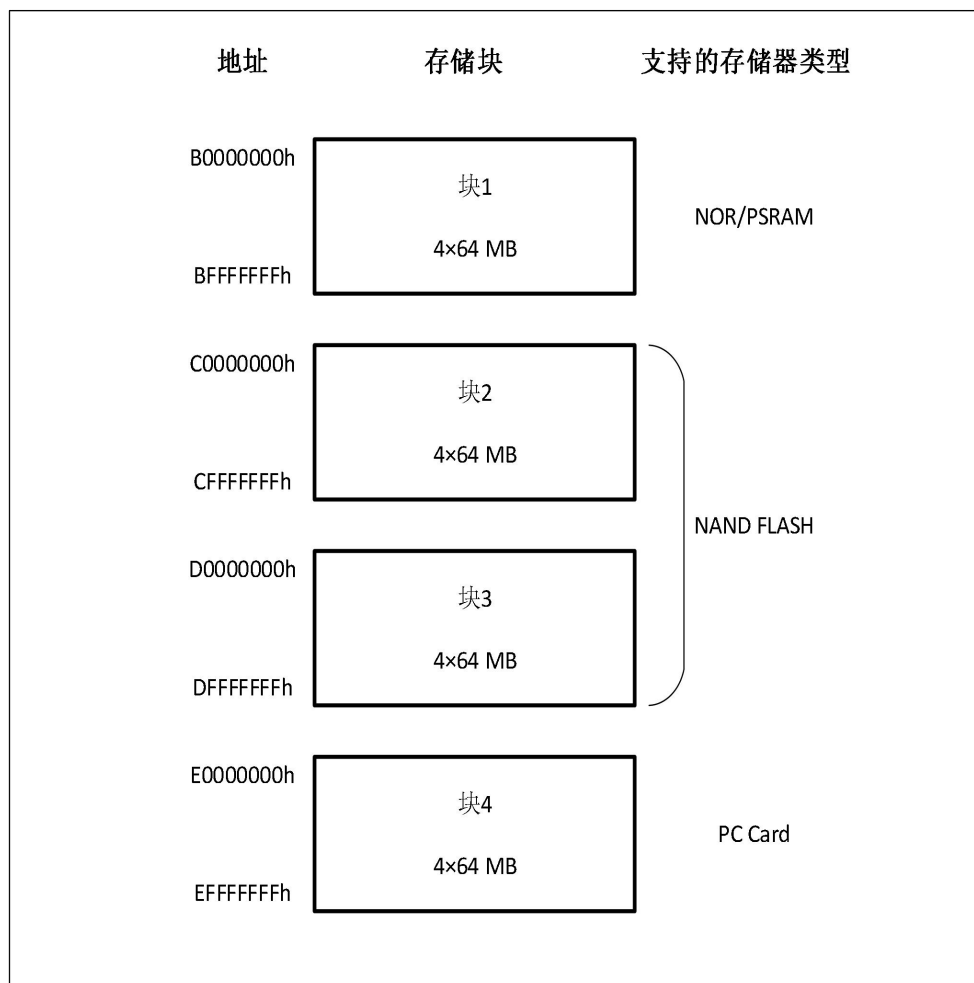 地址 存储块 支持的存储器类型
B0000000h
块1
NOR/PSRAM
4×64 MB
BFFFFFFFh
C0000000h
块2
4×64 MB
CFFFFFFFh
NAND FLASH
D0000000h
块3
4×64 MB
DFFFFFFFh
E0000000h
块4
PC Card
4×64 MB
EFFFFFFFh